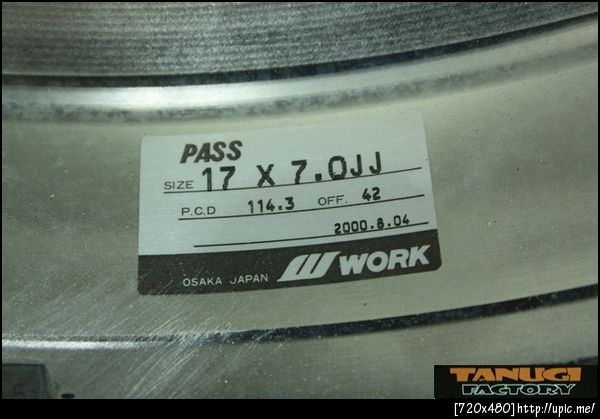 PASS
SIZE 17 X 7.0JJ
P.C.D 114.3 OFF. 42
2000.8.04
OSAKA JAPAN WORK
5
TANUGI
FACTORY
[720x480]http://upic.me/